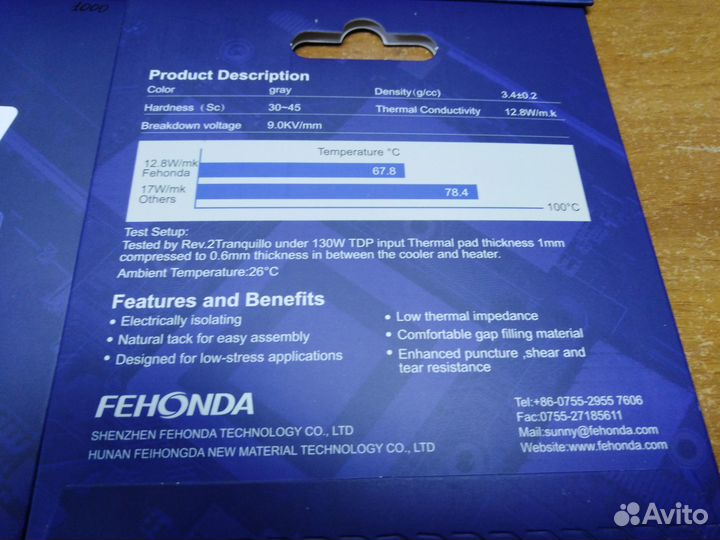 1000
Product Description
Color gray Density(g/cc) 3.4±0.2
Hardness (Sc) 30~45 Thermal Conductivity 12.8W/m.k
Breakdown voltage 9.0KV/mm
Temperature °C
12.8W/mk
Fehonda 67.8
17W/mk
Others 78.4
100°C
Test Setup:
Tested by Rev.2Tranquillo under 130W TDP input Thermal pad thickness 1mm
compressed to 0.6mm thickness in between the cooler and heater.
Ambient Temperature:26°C
Features and Benefits
• Electrically isolating
• Natural tack for easy assembly
• Designed for low-stress applications
• Low thermal impedance
• Comfortable gap filling material
• Enhanced puncture ,shear and
tear resistance
FEHONDA
SHENZHEN FEHONDA TECHNOLOGY CO., LTD
HUNAN FEIHONGDA NEW MATERIAL TECHNOLOGY CO., LTD
Tel:+86-0755-2955 7606
Fac:0755-27185611
Mail:sunny@fehonda.com
Website:www.fehonda.com
Avito